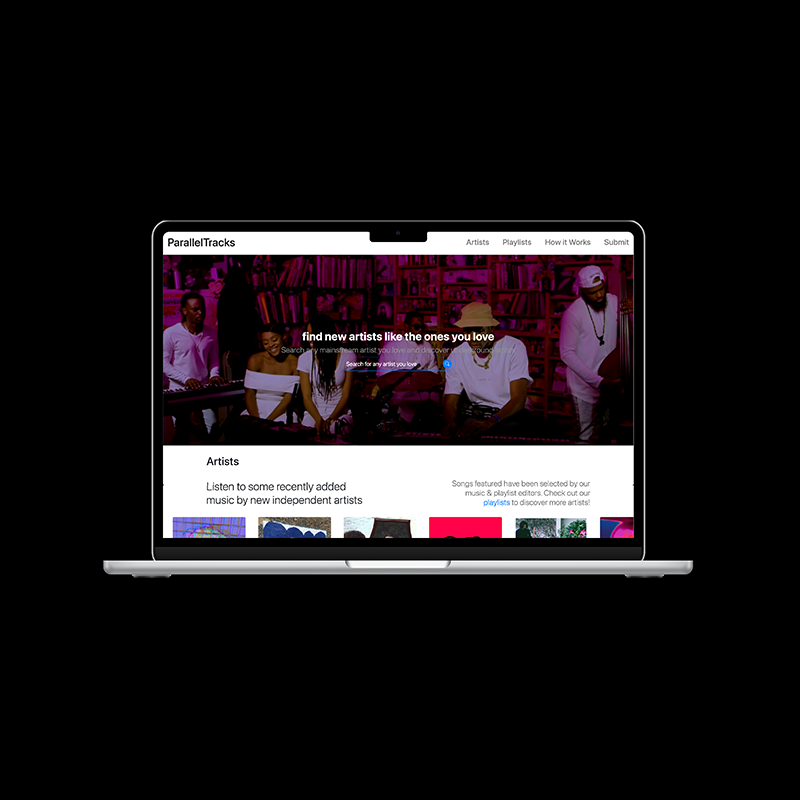 ParallelTracks
Artists Playlists How it Works Submit
find new artists like the ones you love
Search any mainstream artist you love and discover
Search for any artist you love
Artists
Listen to some recently added
music by new independent artists
Songs featured have been selected by our
music & playlist editors. Check out our
playlists to discover more artists!